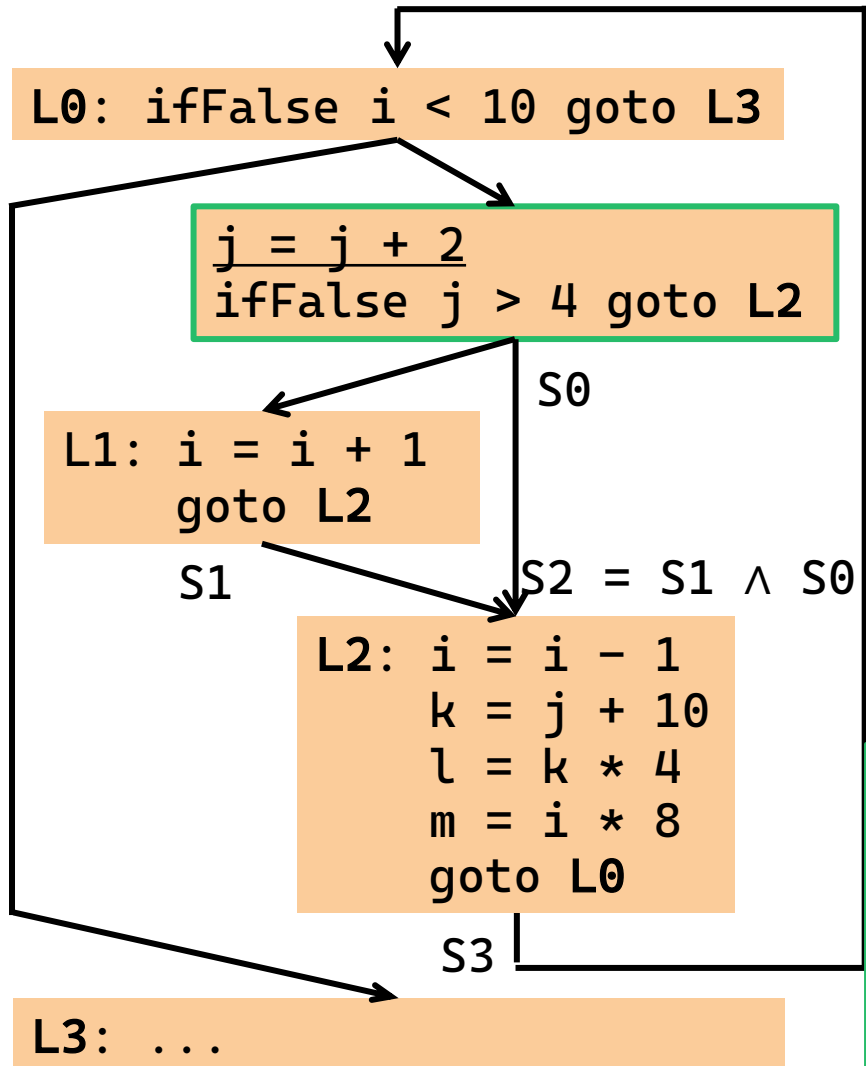 L0: ifFalse i < 10 goto L3
j = j + 2
ifFalse j > 4 goto L2
S0
L1: i = i + 1
goto L2
S1
S2 = S1 ∧ S0
L2: i = i − 1
k = j + 10
l = k * 4
m = i * 8
goto L0
S3
L3: ...